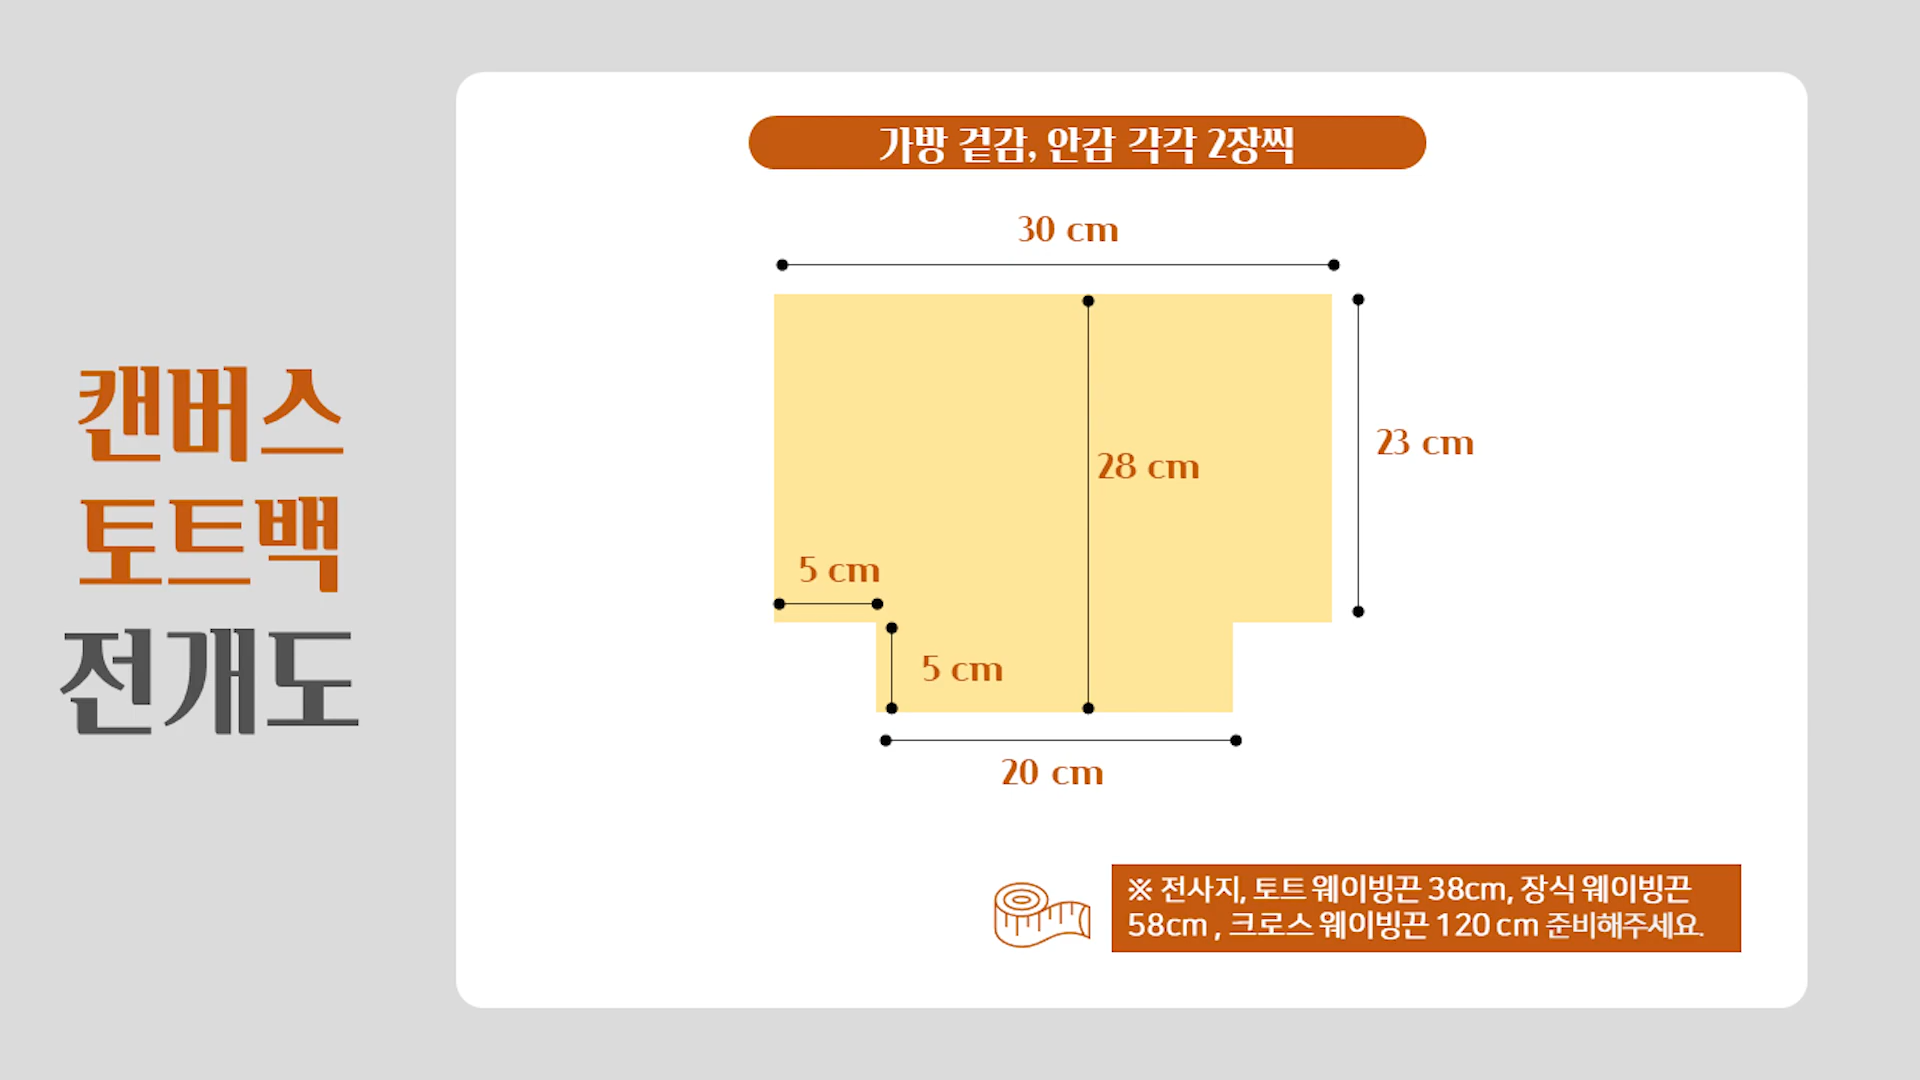 캔버스
토트백
전개도
가방 겉감, 안감 각각 2장씩
30 cm
23 cm
28 cm
5 cm
5 cm
20 cm
※ 전사지, 토트 웨이빙끈 38cm, 장식 웨이빙끈
58cm , 크로스 웨이빙끈 120 cm 준비해주세요.